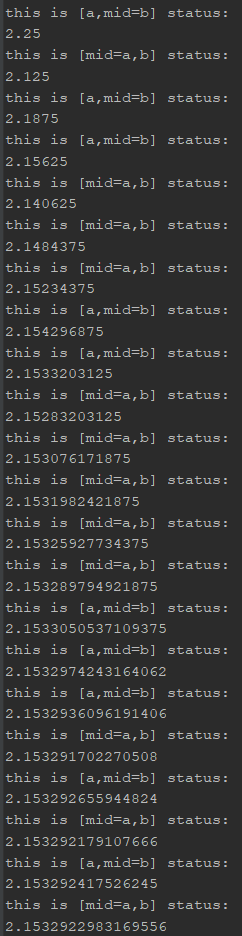 this is [a,mid=b] status:
2.25
this is [mid=a,b] status:
2.125
this is [a,mid=b] status:
2.1875
this is [a,mid=b] status:
2.15625
this is [mid=a,b] status:
2.140625
this is [mid=a,b] status:
2.1484375
this is [mid=a,b] status:
2.15234375
this is [a,mid=b] status:
2.154296875
this is [a,mid=b] status:
2.1533203125
this is [mid=a,b] status:
2.15283203125
this is [mid=a,b] status:
2.153076171875
this is [mid=a,b] status:
2.1531982421875
this is [mid=a,b] status:
2.15325927734375
this is [mid=a,b] status:
2.153289794921875
this is [a,mid=b] status:
2.1533050537109375
this is [a,mid=b] status:
2.1532974243164062
this is [a,mid=b] status:
2.1532936096191406
this is [mid=a,b] status:
2.153291702270508
this is [a,mid=b] status:
2.153292655944824
this is [mid=a,b] status:
2.153292179107666
this is [a,mid=b] status:
2.153292417526245
this is [mid=a,b] status:
2.1532922983169556